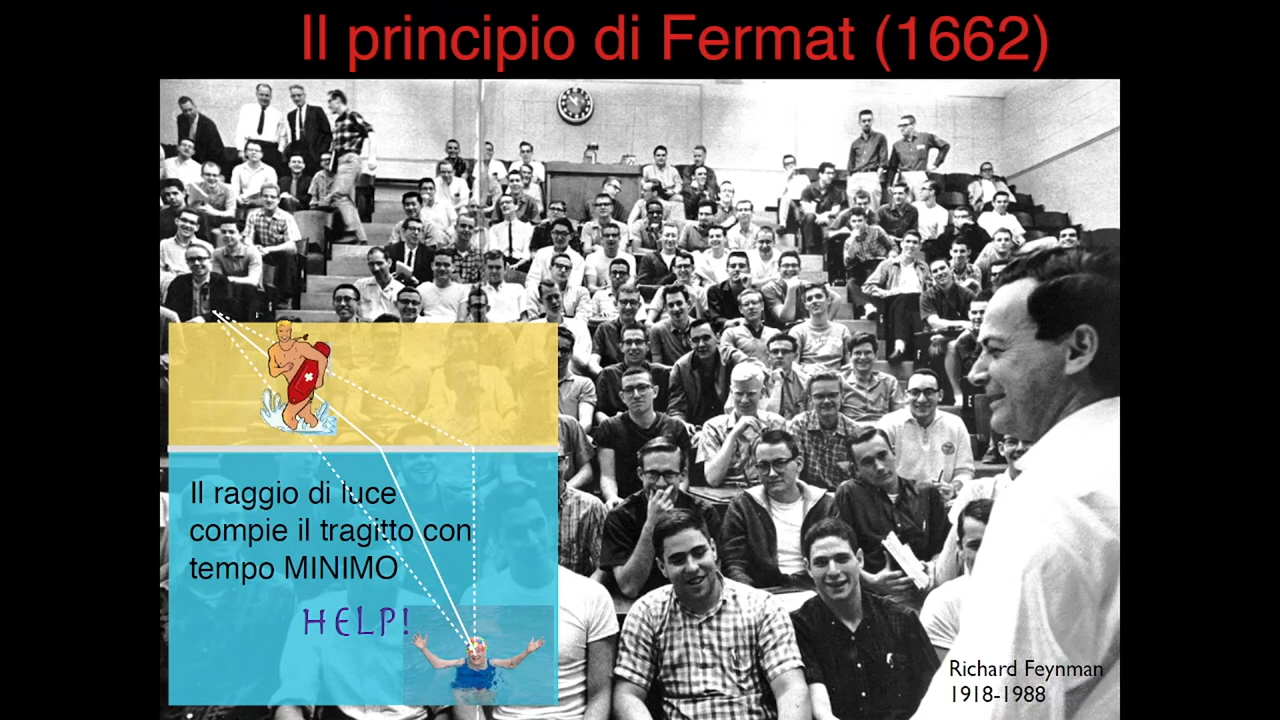 Il principio di Fermat (1662)
Il raggio di luce
compie il tragitto con
tempo MINIMO
HELP!
Richard Feynman
1918-1988